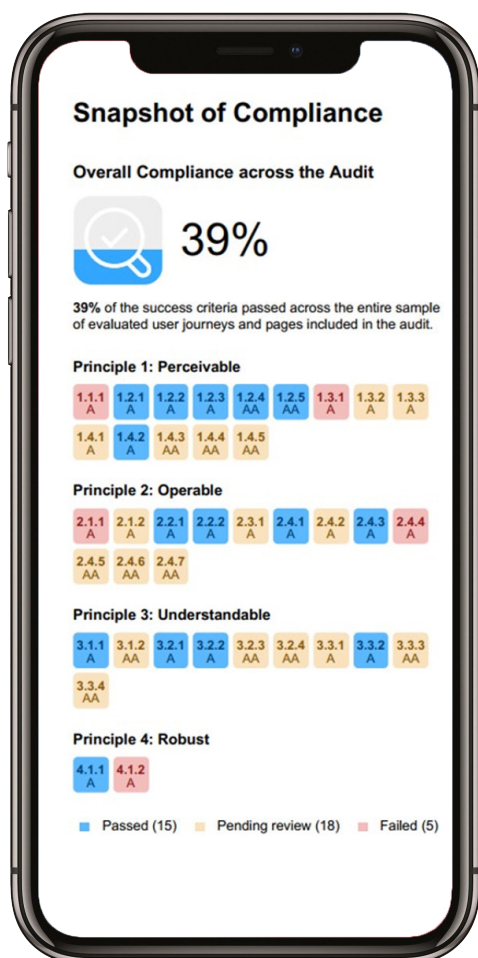 Snapshot of Compliance
Overall Compliance across the Audit
39%
39% of the success criteria passed across the entire sample
of evaluated user journeys and pages included in the audit.
Principle 1: Perceivable
1.1.1 1.2.1 1.2.2 1.2.3 1.2.4 1.2.5 1.3.1 1.3.2 1.3.3
A A A A AA AA A A A
1.4.1 1.4.2 1.4.3 1.4.4 1.4.5
A A AA AA AA
Principle 2: Operable
2.1.1 2.1.2 2.2.1 2.2.2 2.3.1 2.4.1 2.4.2 2.4.3 2.4.4
A A A A A A A A A
2.4.5 2.4.6 2.4.7
AA AA AA
Principle 3: Understandable
3.1.1 3.1.2 3.2.1 3.2.2 3.2.3 3.2.4 3.3.1 3.3.2 3.3.3
A AA A A AA AA A A AA
3.3.4
AA
Principle 4: Robust
4.1.1 4.1.2
A A
Passed (15) Pending review (18) Failed (5)